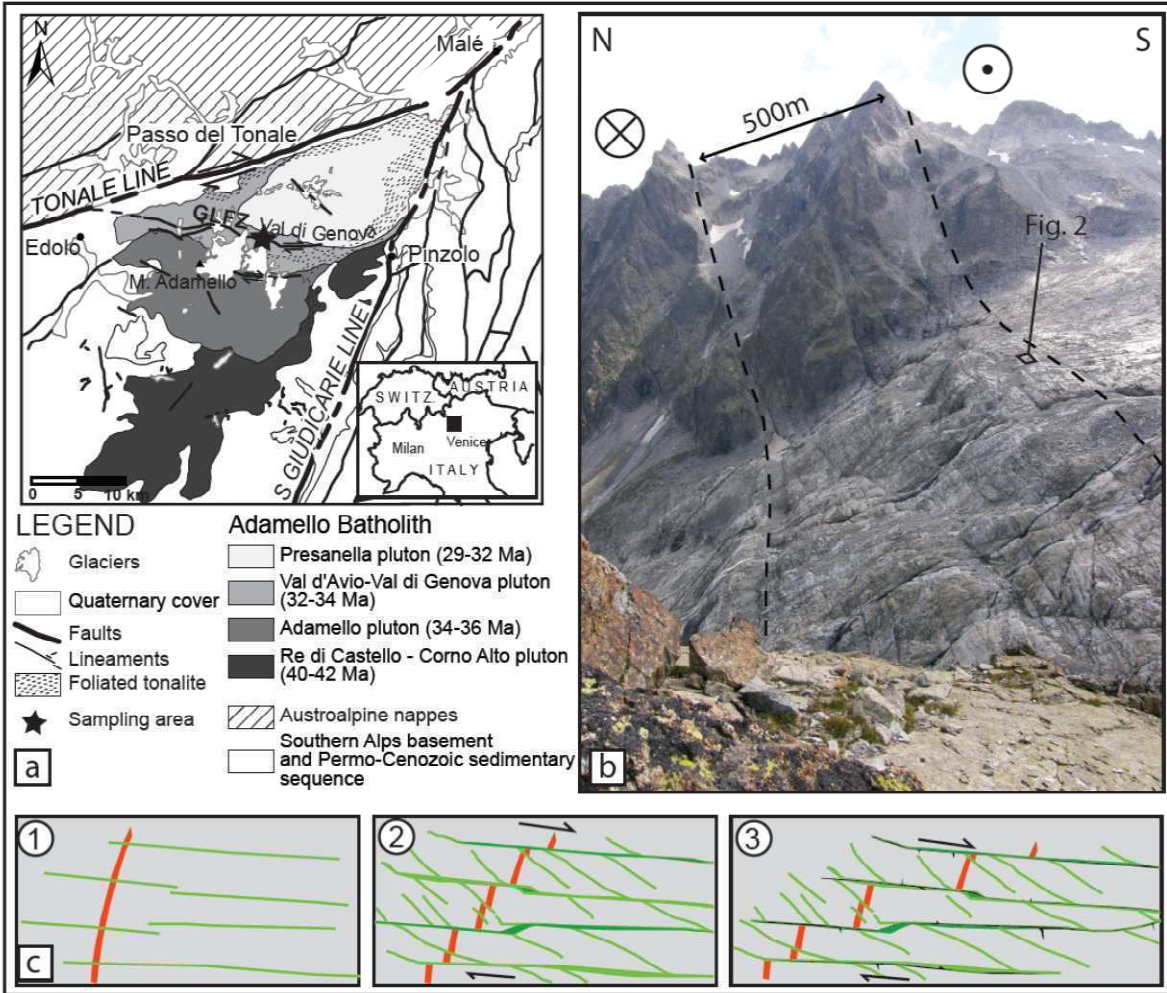 N
Malé
Passo del Tonale
TONALE LINE
GLFZ
Val di Genova
Edolo
Pinzolo
M. Adamello
S GIUDICARIE LINE
SWITZ.
AUSTRIA
Milan
Venice
ITALY
0 5 10 km
LEGEND
Glaciers
Quaternary cover
Faults
Lineaments
Foliated tonalite
Sampling area
a
Adamello Batholith
Presanella pluton (29-32 Ma)
Val d'Avio-Val di Genova pluton
(32-34 Ma)
Adamello pluton (34-36 Ma)
Re di Castello - Corno Alto pluton
(40-42 Ma)
Austroalpine nappes
Southern Alps basement
and Permo-Cenozoic sedimentary
sequence
N
S
500m
Fig. 2
b
1
2
3
c